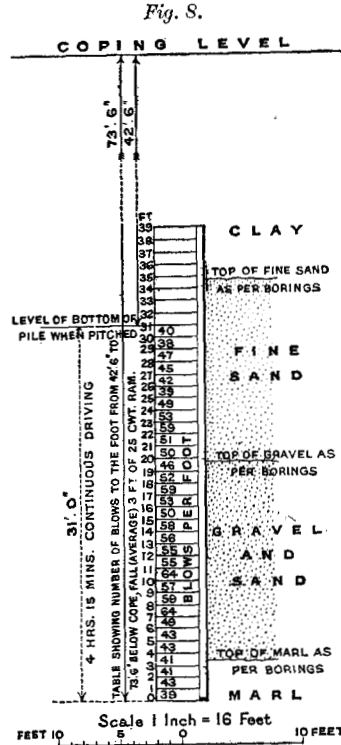 Fig. 8.
COPING LEVEL
73'.6"
42'.6"
FT
39
38
37
36
35
34
33
32
31 40
30 38
29 47
28 45
27 42
26 39
25 49
24 53
23 59
22 51
21 50
20 46
19 52
18 59
17 53
16 50
15 58
14 56
13 55
12 55
11 64
10 57
9 59
8 64
7 49
6 43
5 43
4 41
3 41
2 43
1 39
0
BLOWS PER FOOT
CLAY
TOP OF FINE SAND
AS PER BORINGS
FINE
SAND
TOP OF GRAVEL AS
PER BORINGS
GRAVEL
AND
SAND
TOP OF MARL AS
PER BORINGS
MARL
LEVEL OF BOTTOM OF
PILE WHEN PITCHED
31'.0"
4 HRS. 15 MINS. CONTINUOUS DRIVING
TABLE SHOWING NUMBER OF BLOWS TO THE FOOT FROM 42'.6" TO
73'.6" BELOW COPE, FALL (AVERAGE) 3 FT OF 25 CWT. RAM.
Scale 1 Inch = 16 Feet
FEET 10 5 0 10 FEET